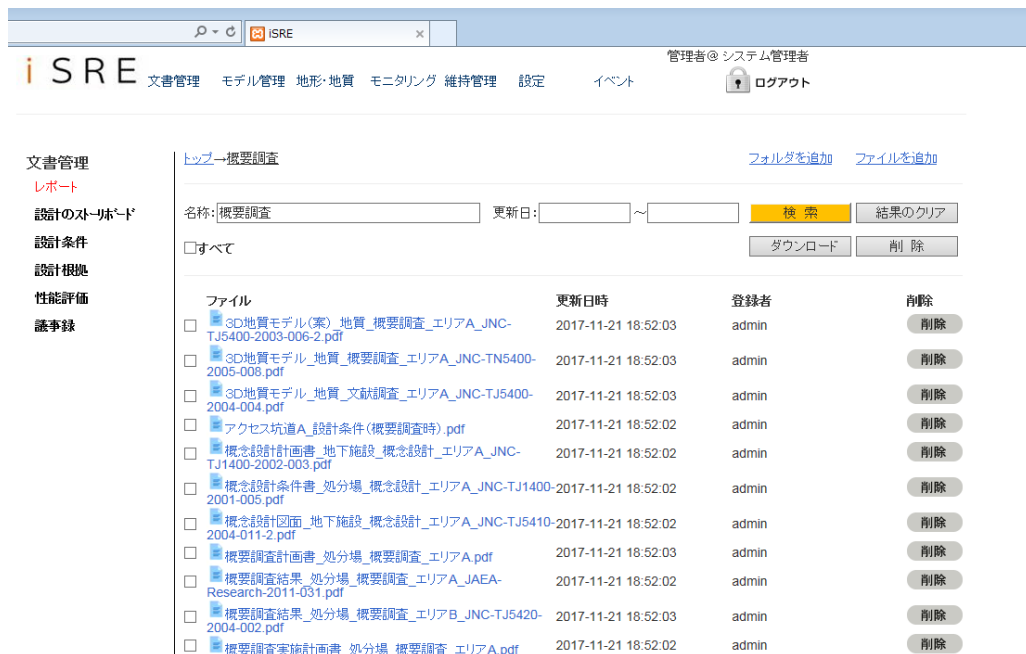 iSRE
管理者@ システム管理者
i SRE 文書管理 モデル管理 地形・地質 モニタリング 維持管理 設定 イベント ログアウト
文書管理
レポート
設計のストーリーボード
設計条件
設計根拠
性能評価
議事録
トップ→概要調査 フォルダを追加 ファイルを追加
名称: 概要調査 更新日: ～ 検 索 結果のクリア
すべて ダウンロード 削 除
ファイル 更新日時 登録者 削除
3D地質モデル(案)_地質_概要調査_エリアA_JNC- 2017-11-21 18:52:03 admin 削除
TJ5400-2003-006-2.pdf
3D地質モデル_地質_概要調査_エリアA_JNC-TN5400- 2017-11-21 18:52:03 admin 削除
2005-008.pdf
3D地質モデル_地質_文献調査_エリアA_JNC-TJ5400- 2017-11-21 18:52:03 admin 削除
2004-004.pdf
アクセス坑道A_設計条件(概要調査時).pdf 2017-11-21 18:52:02 admin 削除
概念設計計画書_地下施設_概念設計_エリアA_JNC- 2017-11-21 18:52:02 admin 削除
TJ1400-2002-003.pdf
概念設計条件書_処分場_概念設計_エリアA_JNC-TJ1400- 2017-11-21 18:52:02 admin 削除
2001-005.pdf
概念設計図面_地下施設_概念設計_エリアA_JNC-TJ5410- 2017-11-21 18:52:02 admin 削除
2004-011-2.pdf
概要調査計画書_処分場_概要調査_エリアA.pdf 2017-11-21 18:52:03 admin 削除
概要調査結果_処分場_概要調査_エリアA_JAEA- 2017-11-21 18:52:02 admin 削除
Research-2011-031.pdf
概要調査結果_処分場_概要調査_エリアB_JNC-TJ5420- 2017-11-21 18:52:03 admin 削除
2004-002.pdf
概要調査実施計画書_処分場_概要調査_エリアA.pdf 2017-11-21 18:52:02 admin 削除